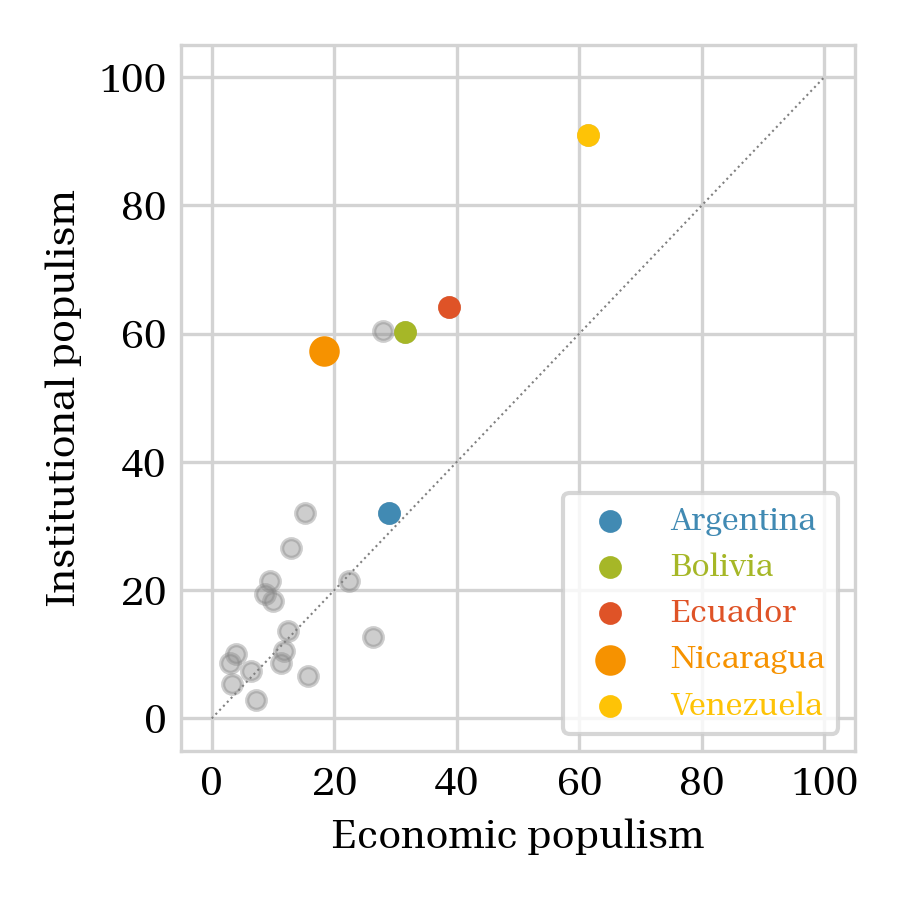 Institutional populism
100
80
60
40
20
0
Argentina
Bolivia
Ecuador
Nicaragua
Venezuela
0 20 40 60 80 100
Economic populism